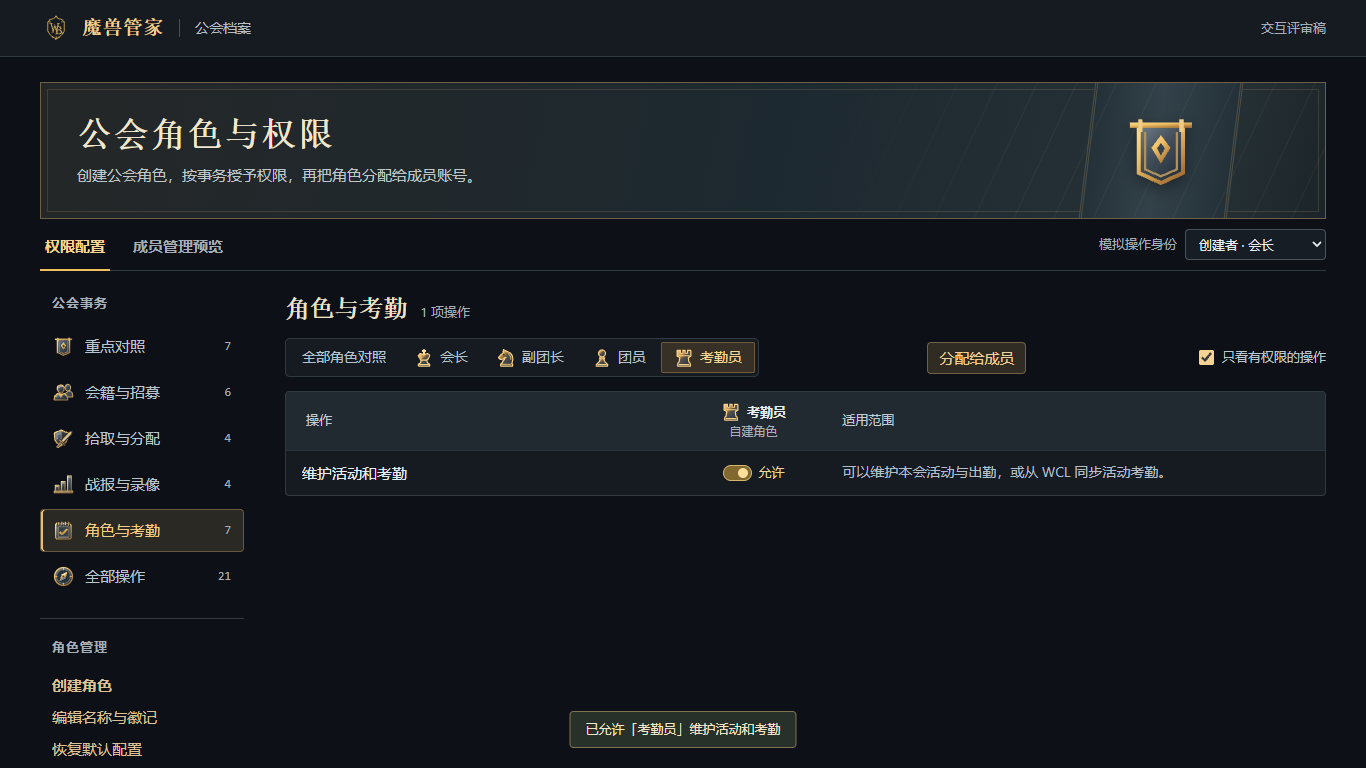 魔兽管家 公会档案 交互评审稿
公会角色与权限
创建公会角色，按事务授予权限，再把角色分配给成员账号。
权限配置 成员管理预览 模拟操作身份 创建者 · 会长
公会事务
重点对照 7
会籍与招募 6
拾取与分配 4
战报与录像 4
角色与考勤 7
全部操作 21
角色管理
创建角色
编辑名称与徽记
恢复默认配置
角色与考勤 1 项操作
全部角色对照 会长 副团长 团员 考勤员 分配给成员 只看有权限的操作
操作 考勤员 适用范围
自建角色
维护活动和考勤 允许 可以维护本会活动与出勤，或从 WCL 同步活动考勤。
已允许「考勤员」维护活动和考勤